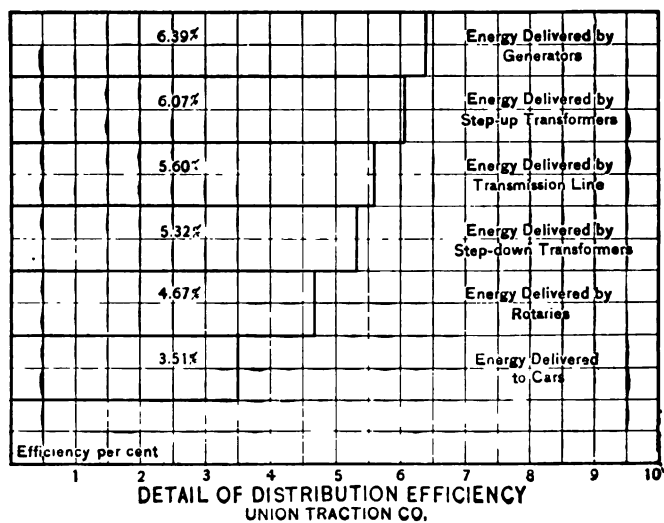 6.39% Energy Delivered by
Generators
6.07% Energy Delivered by
Step-up Transformers
5.60% Energy Delivered by
Transmission Line
5.32% Energy Delivered by
Step-down Transformers
4.67% Energy Delivered by
Rotaries
3.51% Energy Delivered
to Cars
Efficiency per cent
1 2 3 4 5 6 7 8 9 10
DETAIL OF DISTRIBUTION EFFICIENCY
UNION TRACTION CO.